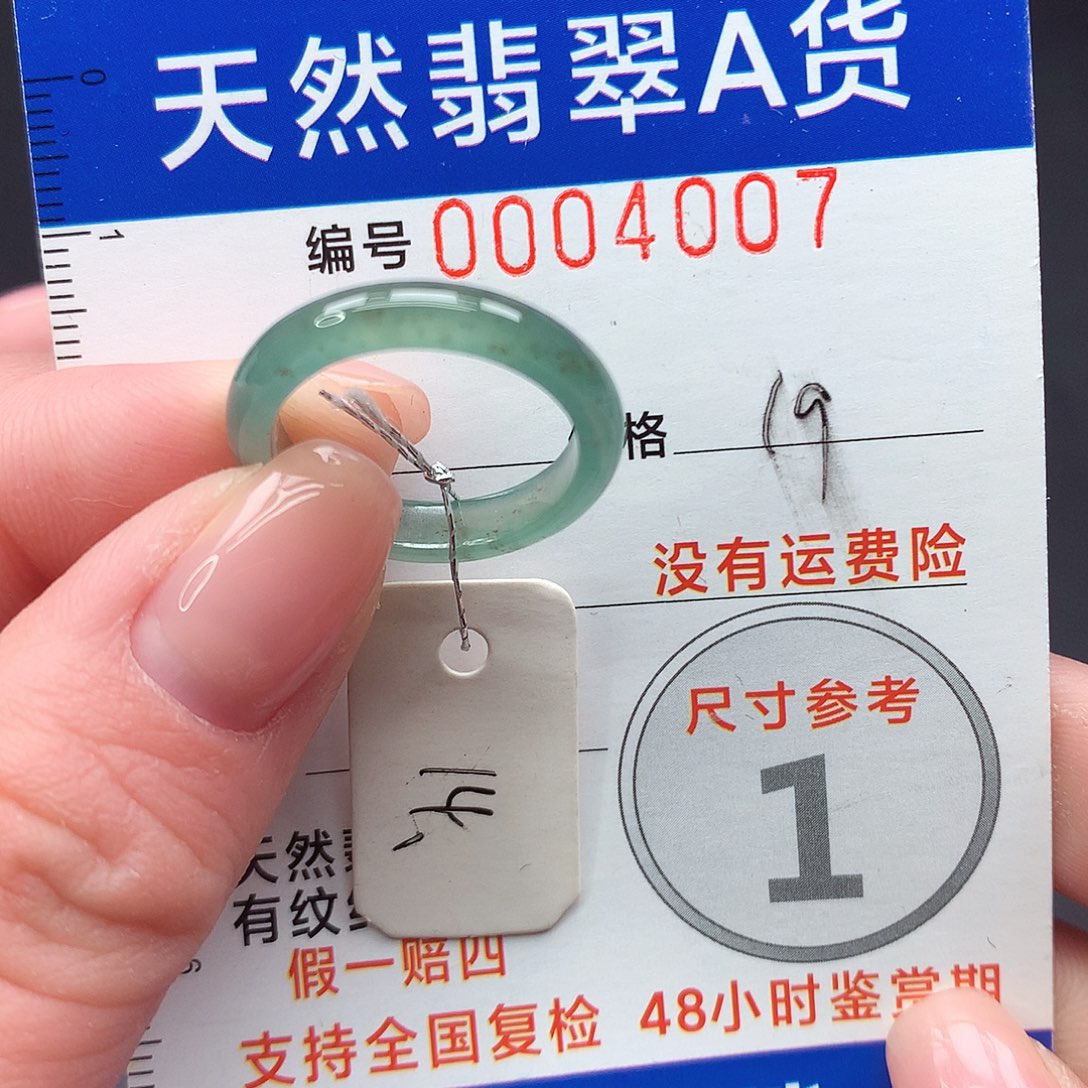 0
天然翡翠A货
1
编号 0004007
格 19
没有运费险
尺寸参考
1
天然
有纹
假一赔四
支持全国复检 48小时鉴赏期